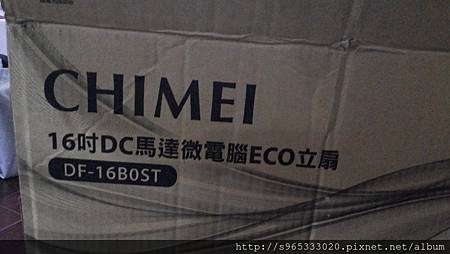 CHIMEI
16吋DC馬達微電腦ECO立扇
DF-16B0ST
http://s965333020.pixnet.net/album